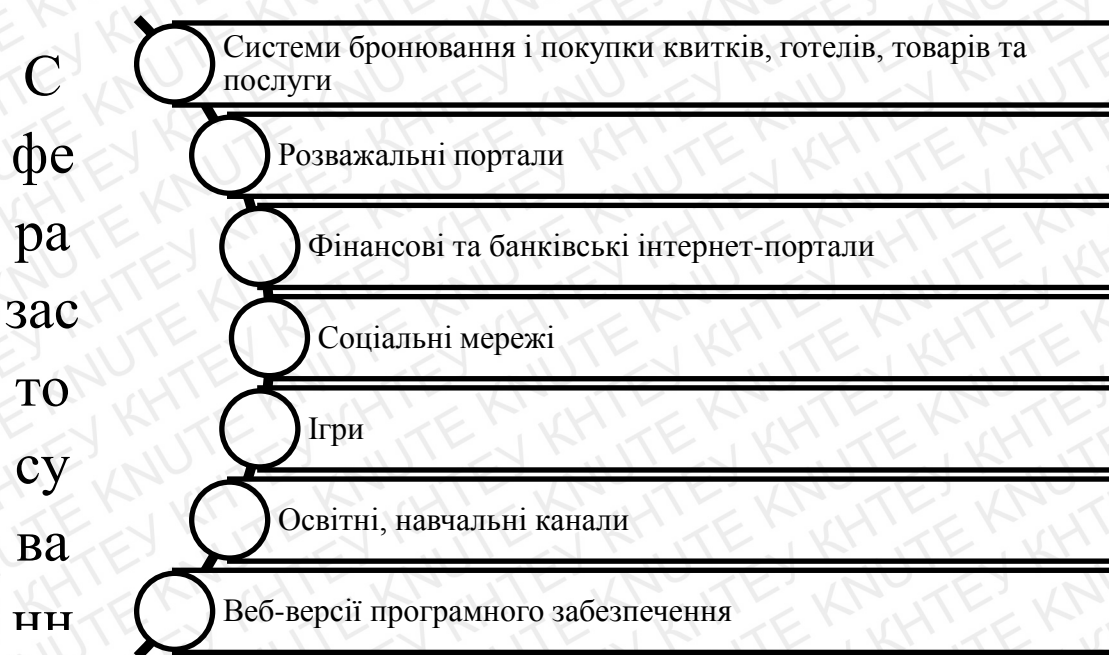 С
фе
ра
зас
то
су
ва
нн
Системи бронювання і покупки квитків, готелів, товарів та
послуги
Розважальні портали
Фінансові та банківські інтернет-портали
Соціальні мережі
Ігри
Освітні, навчальні канали
Веб-версії програмного забезпечення